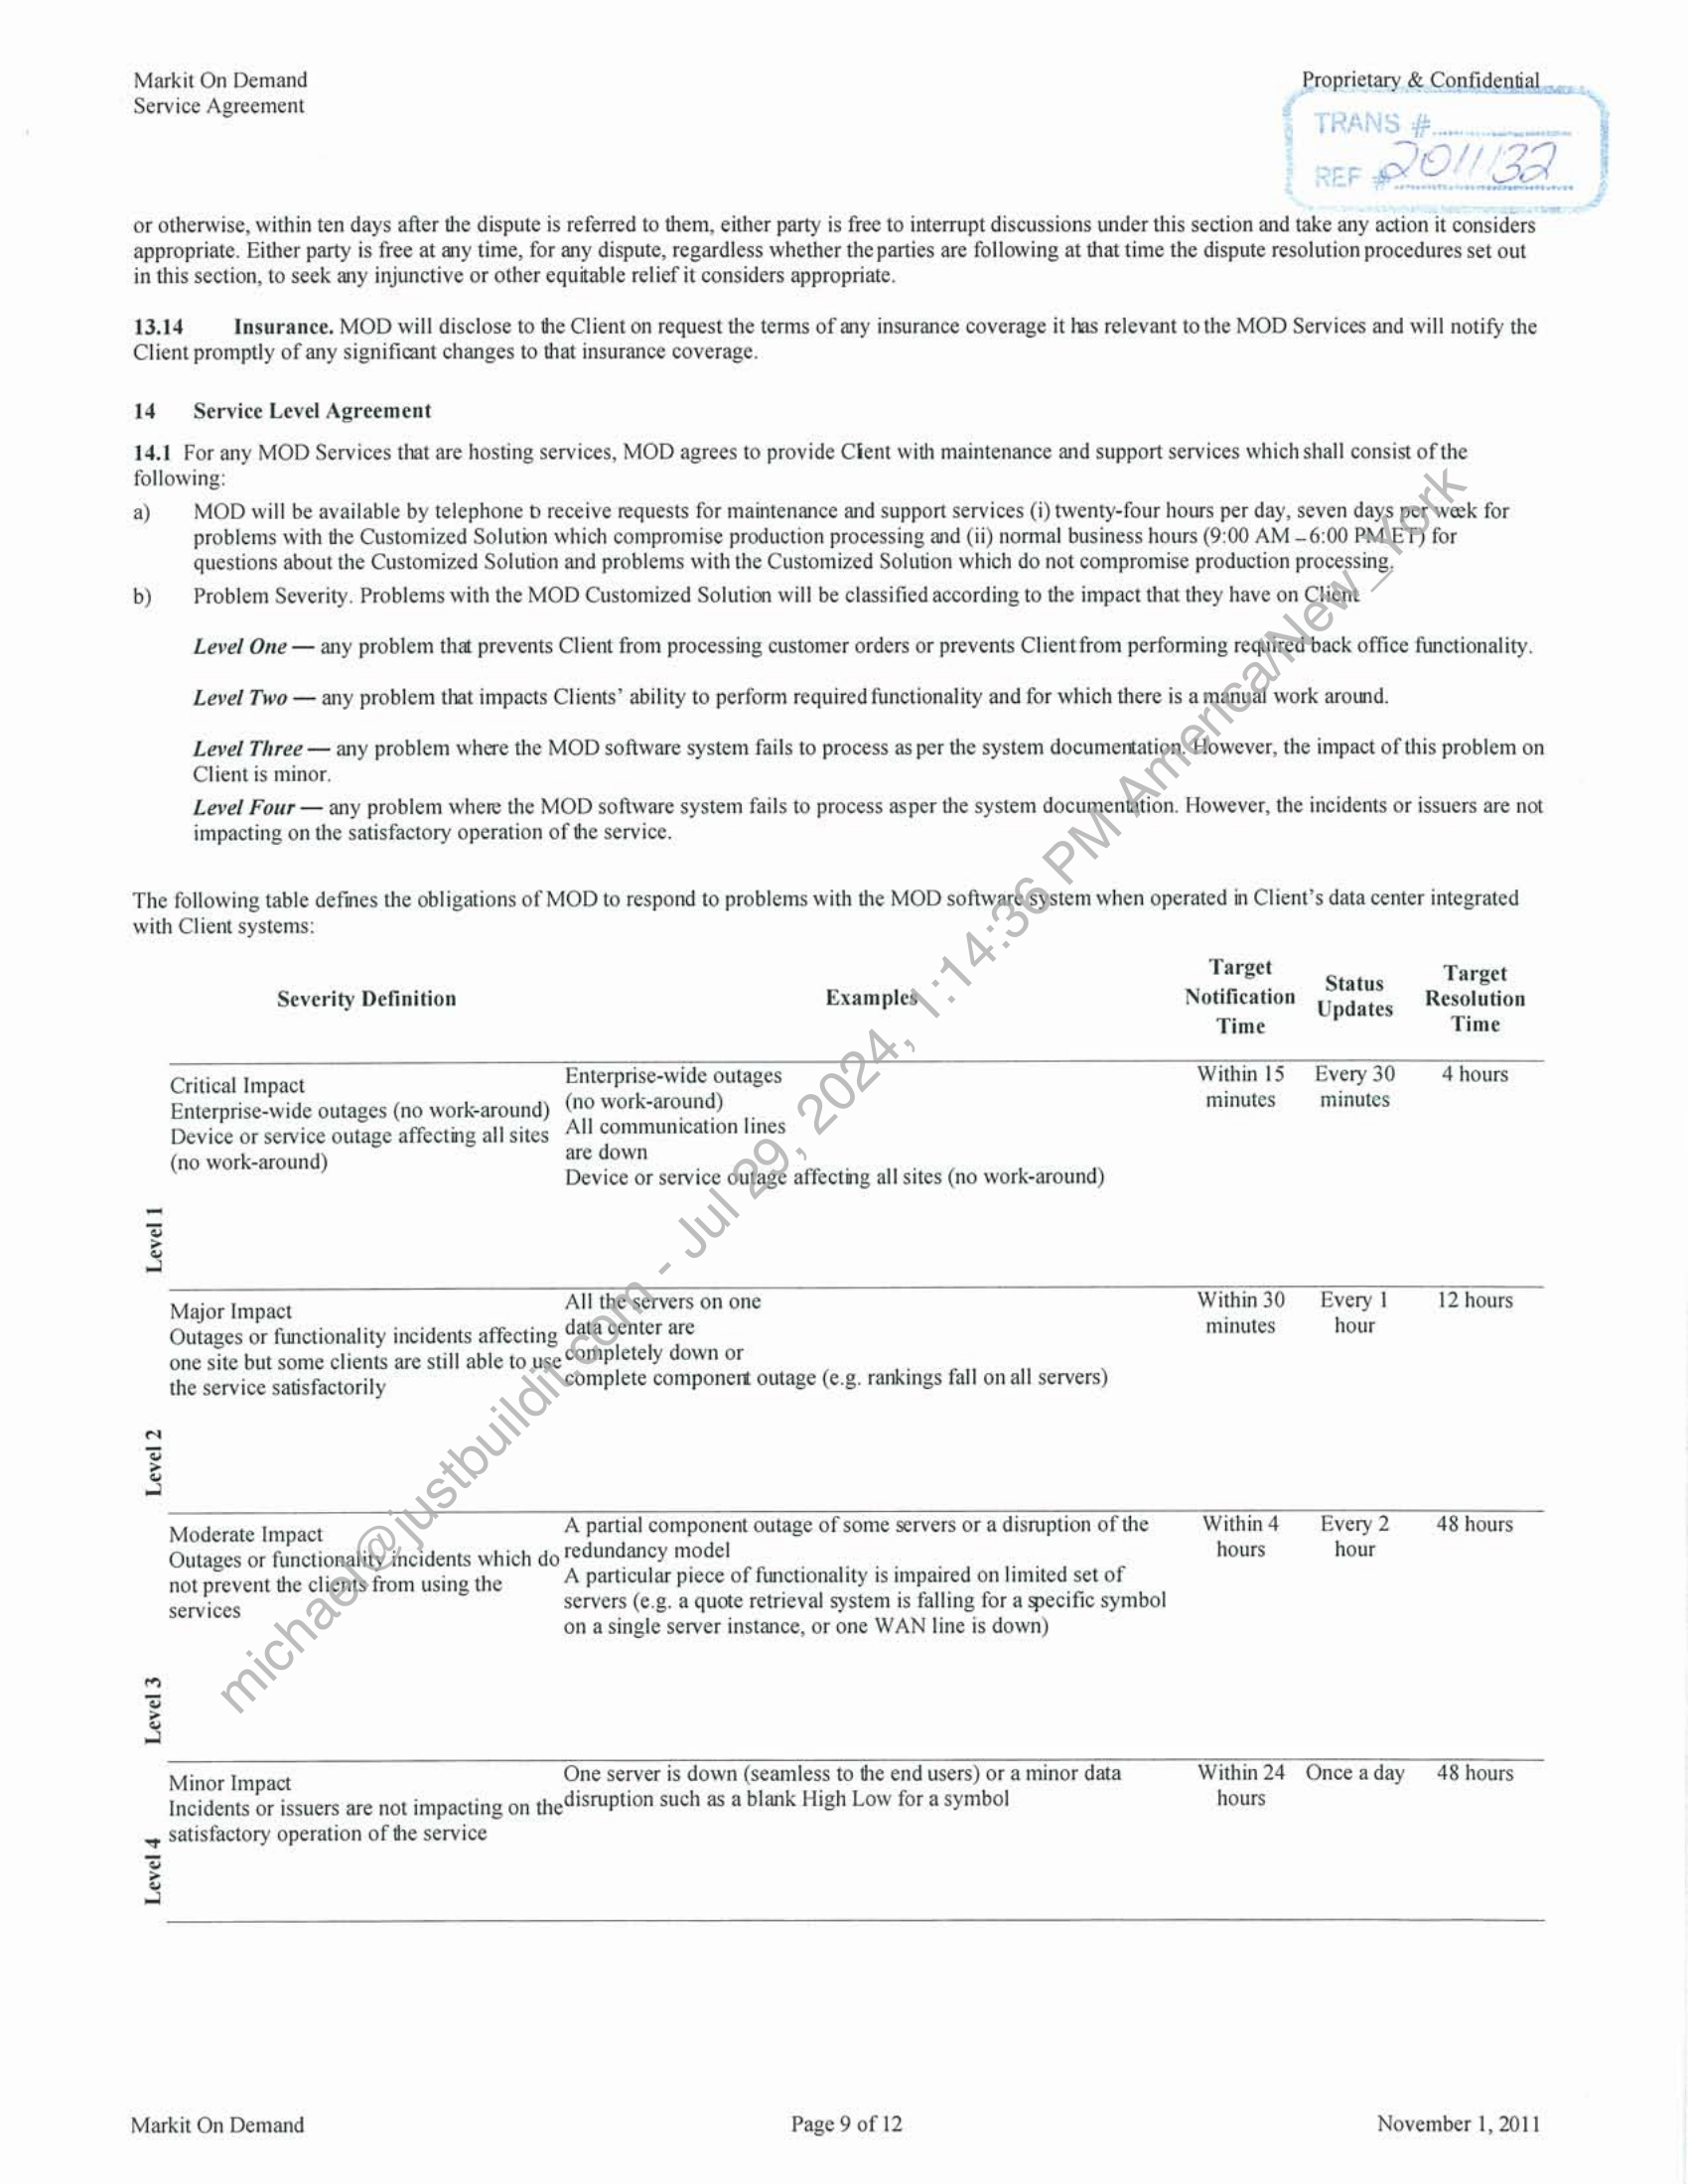 Markit On Demand
Service Agreement
Proprietary & Confidential
TRANS #
REF # 2011132
or otherwise, within ten days after the dispute is referred to them, either party is free to interrupt discussions under this section and take any action it considers
appropriate. Either party is free at any time, for any dispute, regardless whether the parties are following at that time the dispute resolution procedures set out
in this section, to seek any injunctive or other equitable relief it considers appropriate.
13.14 Insurance. MOD will disclose to the Client on request the terms of any insurance coverage it has relevant to the MOD Services and will notify the
Client promptly of any significant changes to that insurance coverage.
14 Service Level Agreement
14.1 For any MOD Services that are hosting services, MOD agrees to provide Client with maintenance and support services which shall consist of the
following:
a) MOD will be available by telephone to receive requests for maintenance and support services (i) twenty-four hours per day, seven days per week for
problems with the Customized Solution which compromise production processing and (ii) normal business hours (9:00 AM – 6:00 PM ET) for
questions about the Customized Solution and problems with the Customized Solution which do not compromise production processing.
b) Problem Severity. Problems with the MOD Customized Solution will be classified according to the impact that they have on Client
Level One — any problem that prevents Client from processing customer orders or prevents Client from performing required back office functionality.
Level Two — any problem that impacts Clients' ability to perform required functionality and for which there is a manual work around.
Level Three — any problem where the MOD software system fails to process as per the system documentation. However, the impact of this problem on
Client is minor.
Level Four — any problem where the MOD software system fails to process as per the system documentation. However, the incidents or issuers are not
impacting on the satisfactory operation of the service.
The following table defines the obligations of MOD to respond to problems with the MOD software system when operated in Client's data center integrated
with Client systems:
Severity Definition
Examples
Target
Notification
Time
Status
Updates
Target
Resolution
Time
Level 1
Critical Impact
Enterprise-wide outages (no work-around)
Device or service outage affecting all sites
(no work-around)
Enterprise-wide outages
(no work-around)
All communication lines
are down
Device or service outage affecting all sites (no work-around)
Within 15
minutes
Every 30
minutes
4 hours
Level 2
Major Impact
Outages or functionality incidents affecting
one site but some clients are still able to use
the service satisfactorily
All the servers on one
data center are
completely down or
complete component outage (e.g. rankings fall on all servers)
Within 30
minutes
Every 1
hour
12 hours
Level 3
Moderate Impact
Outages or functionality incidents which do
not prevent the clients from using the
services
A partial component outage of some servers or a disruption of the
redundancy model
A particular piece of functionality is impaired on limited set of
servers (e.g. a quote retrieval system is falling for a specific symbol
on a single server instance, or one WAN line is down)
Within 4
hours
Every 2
hour
48 hours
Level 4
Minor Impact
Incidents or issuers are not impacting on the
satisfactory operation of the service
One server is down (seamless to the end users) or a minor data
disruption such as a blank High Low for a symbol
Within 24
hours
Once a day
48 hours
michael@justbuildit.com - Jul 29, 2024, 1:14:36 PM America/New_York
Markit On Demand
Page 9 of 12
November 1, 2011